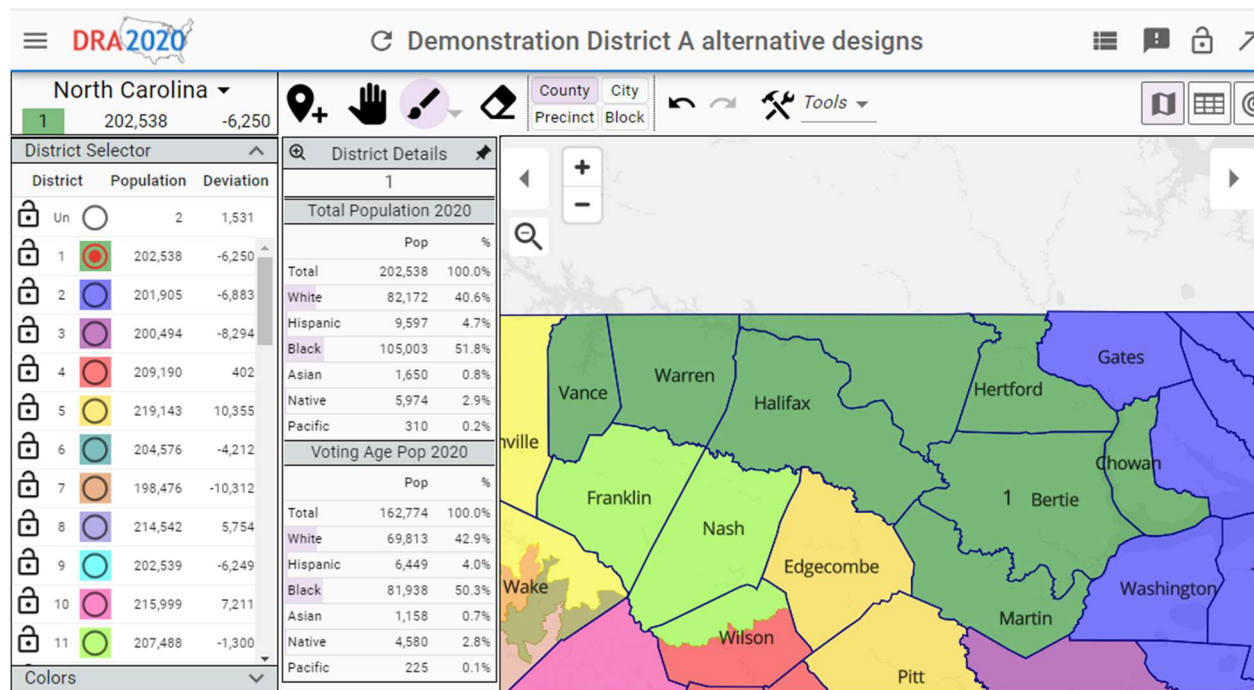 DRA2020 Demonstration District A alternative designs
North Carolina
1 202,538 -6,250
County City
Precinct Block
Tools
District Selector
District Population Deviation
Un 2 1,531
1 202,538 -6,250
2 201,905 -6,883
3 200,494 -8,294
4 209,190 402
5 219,143 10,355
6 204,576 -4,212
7 198,476 -10,312
8 214,542 5,754
9 202,539 -6,249
10 215,999 7,211
11 207,488 -1,300
Colors
District Details
1
Total Population 2020
Pop %
Total 202,538 100.0%
White 82,172 40.6%
Hispanic 9,597 4.7%
Black 105,003 51.8%
Asian 1,650 0.8%
Native 5,974 2.9%
Pacific 310 0.2%
Voting Age Pop 2020
Pop %
Total 162,774 100.0%
White 69,813 42.9%
Hispanic 6,449 4.0%
Black 81,938 50.3%
Asian 1,158 0.7%
Native 4,580 2.8%
Pacific 225 0.1%
Gates
Warren
Hertford
Vance
Halifax
ville
Chowan
Franklin
1 Bertie
Nash
Edgecombe
Wake
Washington
Martin
Wilson
Pitt